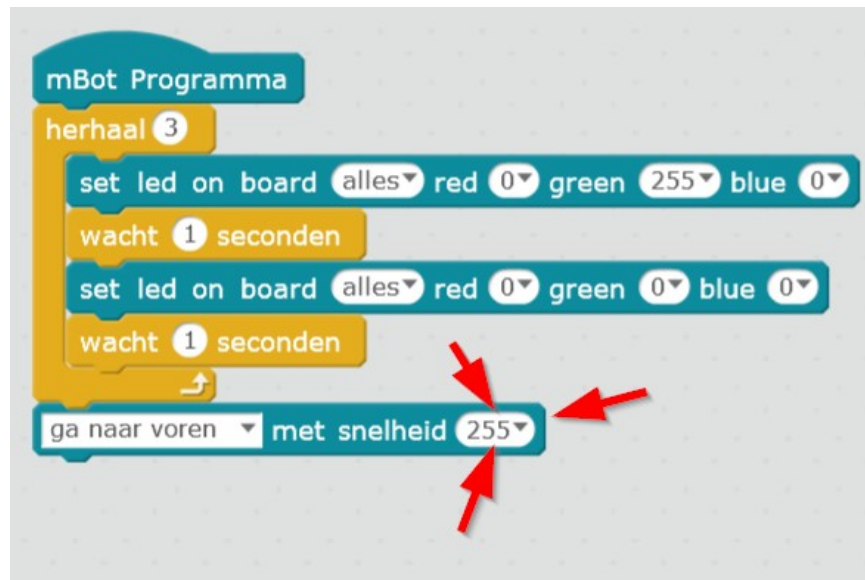 mBot Programma
herhaal 3
set led on board alles red 0 green 255 blue 0
wacht 1 seconden
set led on board alles red 0 green 0 blue 0
wacht 1 seconden
ga naar voren met snelheid 255